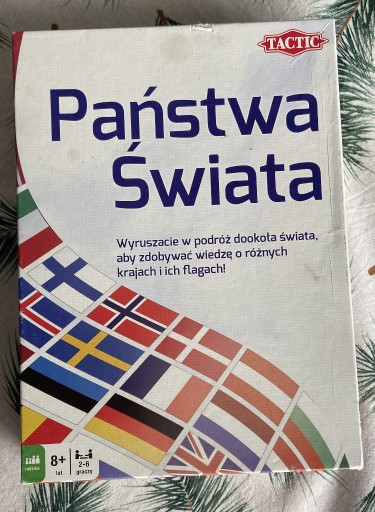 TACTIC
Państwa
Świata
Wyruszacie w podróż dookoła świata,
aby zdobywać wiedzę o różnych
krajach i ich flagach!
rodzina
8+
lat
2-6
graczy